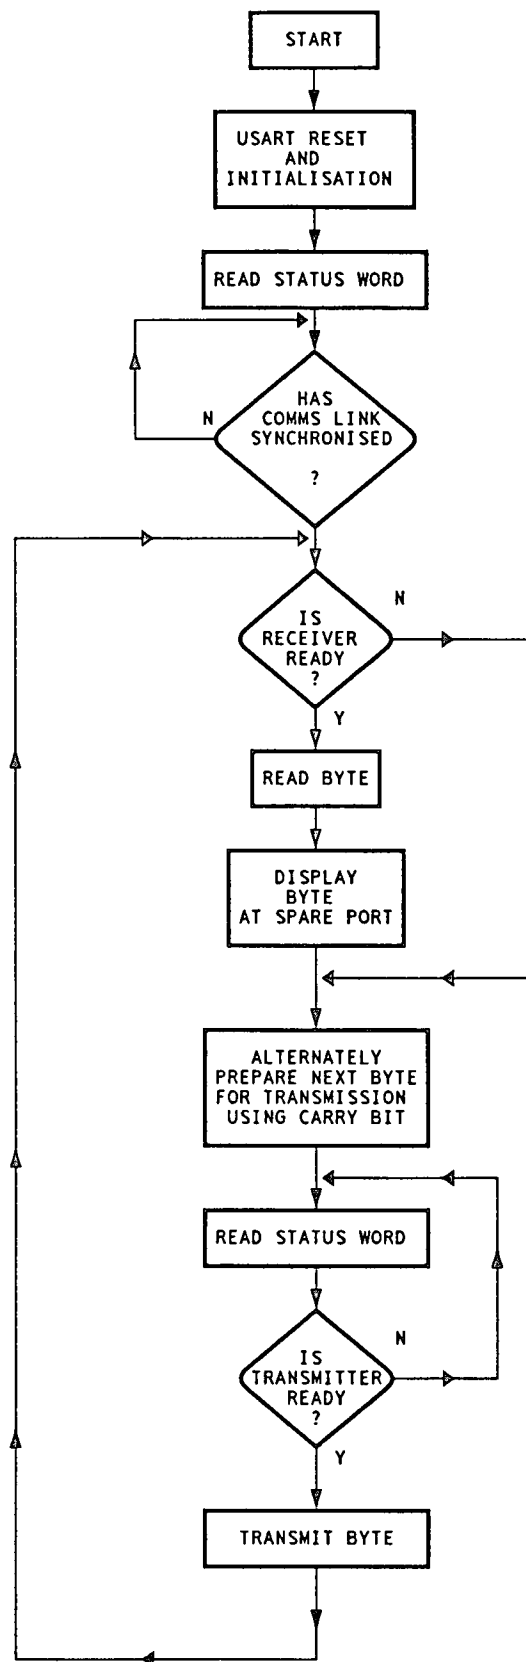 START
USART RESET
AND
INITIALISATION
READ STATUS WORD
HAS
COMMS LINK
SYNCHRONISED
?
N
IS
RECEIVER
READY
?
N
Y
READ BYTE
DISPLAY
BYTE
AT SPARE PORT
ALTERNATELY
PREPARE NEXT BYTE
FOR TRANSMISSION
USING CARRY BIT
READ STATUS WORD
IS
TRANSMITTER
READY
?
N
Y
TRANSMIT BYTE